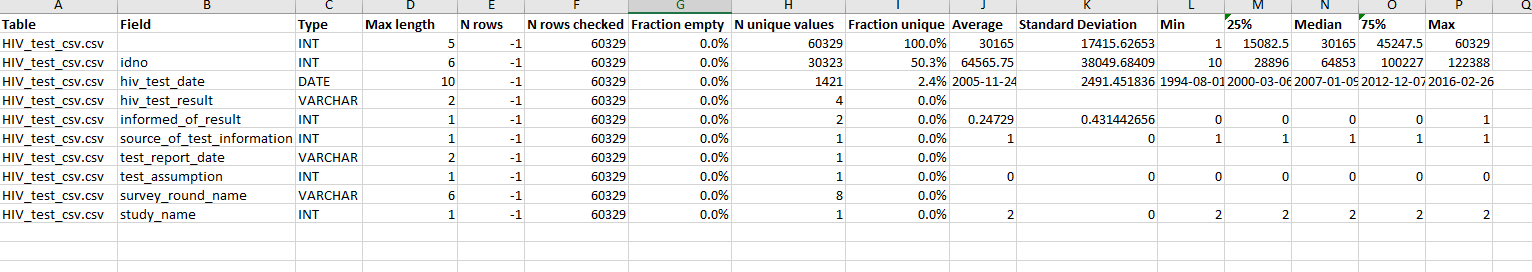 A B C D E F G H I J K L M N O P Q
Table Field Type Max length N rows N rows checked Fraction empty N unique values Fraction unique Average Standard Deviation Min 25% Median 75% Max
HIV_test_csv.csv INT 5 -1 60329 0.0% 60329 100.0% 30165 17415.62653 1 15082.5 30165 45247.5 60329
HIV_test_csv.csv idno INT 6 -1 60329 0.0% 30323 50.3% 64565.75 38049.68409 10 28896 64853 100227 122388
HIV_test_csv.csv hiv_test_date DATE 10 -1 60329 0.0% 1421 2.4% 2005-11-24 2491.451836 1994-08-01 2000-03-06 2007-01-09 2012-12-07 2016-02-26
HIV_test_csv.csv hiv_test_result VARCHAR 2 -1 60329 0.0% 4 0.0%
HIV_test_csv.csv informed_of_result INT 1 -1 60329 0.0% 2 0.0% 0.24729 0.431442656 0 0 0 0 1
HIV_test_csv.csv source_of_test_information INT 1 -1 60329 0.0% 1 0.0% 1 0 1 1 1 1 1
HIV_test_csv.csv test_report_date VARCHAR 2 -1 60329 0.0% 1 0.0%
HIV_test_csv.csv test_assumption INT 1 -1 60329 0.0% 1 0.0% 0 0 0 0 0 0 0
HIV_test_csv.csv survey_round_name VARCHAR 6 -1 60329 0.0% 8 0.0%
HIV_test_csv.csv study_name INT 1 -1 60329 0.0% 1 0.0% 2 0 2 2 2 2 2